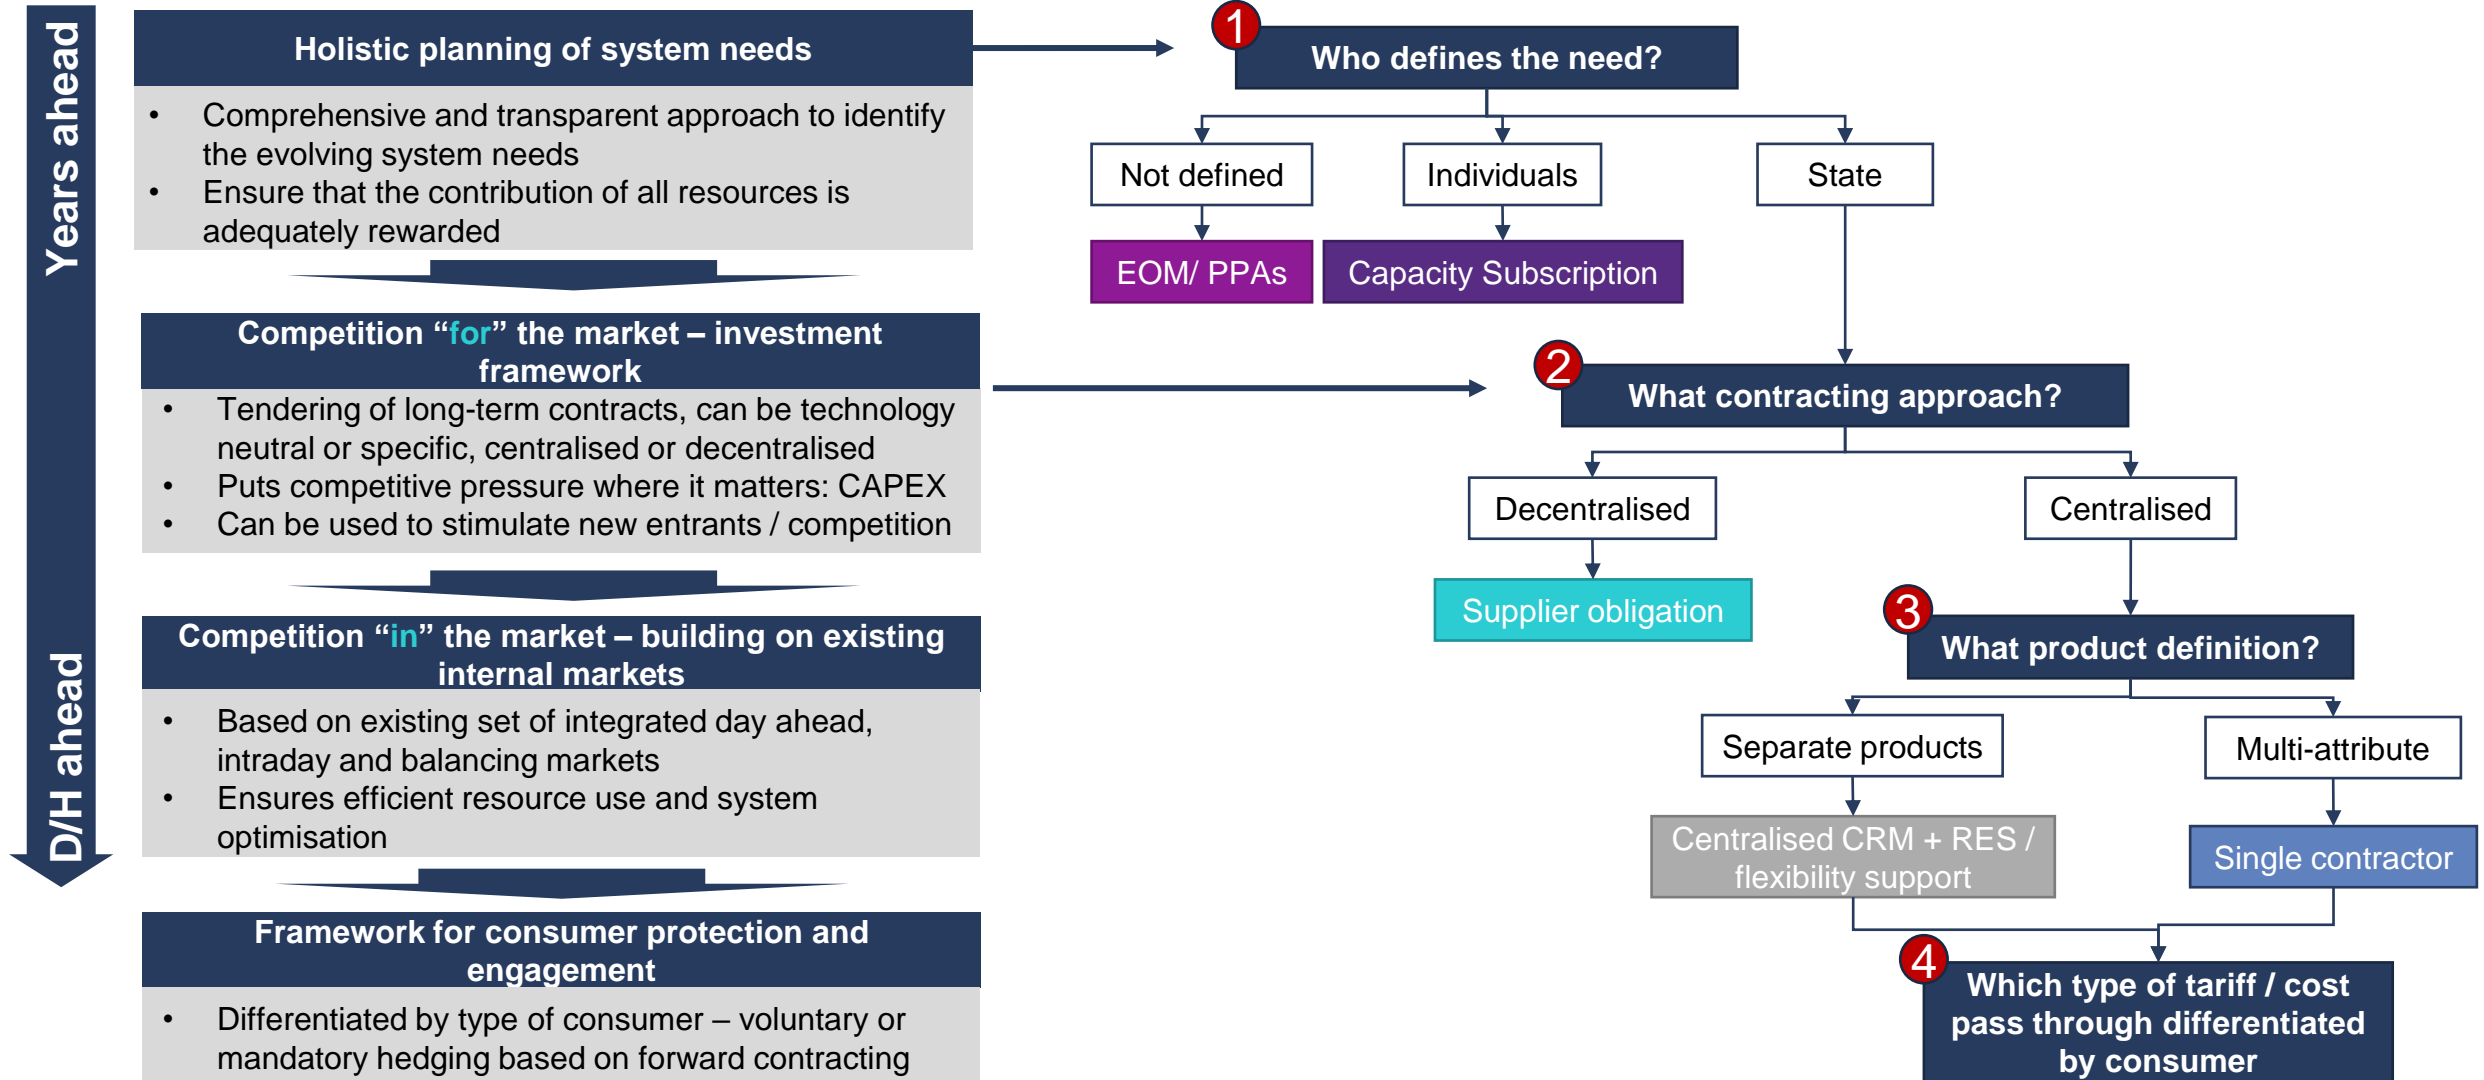 Years ahead
D/H ahead
Holistic planning of system needs
• Comprehensive and transparent approach to identify
the evolving system needs
• Ensure that the contribution of all resources is
adequately rewarded
Competition “for” the market – investment
framework
• Tendering of long-term contracts, can be technology
neutral or specific, centralised or decentralised
• Puts competitive pressure where it matters: CAPEX
• Can be used to stimulate new entrants / competition
Competition “in” the market – building on existing
internal markets
• Based on existing set of integrated day ahead,
intraday and balancing markets
• Ensures efficient resource use and system
optimisation
Framework for consumer protection and
engagement
• Differentiated by type of consumer – voluntary or
mandatory hedging based on forward contracting
1
Who defines the need?
Not defined
Individuals
State
EOM/ PPAs
Capacity Subscription
2
What contracting approach?
Decentralised
Centralised
Supplier obligation
3
What product definition?
Separate products
Multi-attribute
Centralised CRM + RES /
flexibility support
Single contractor
4
Which type of tariff / cost
pass through differentiated
by consumer